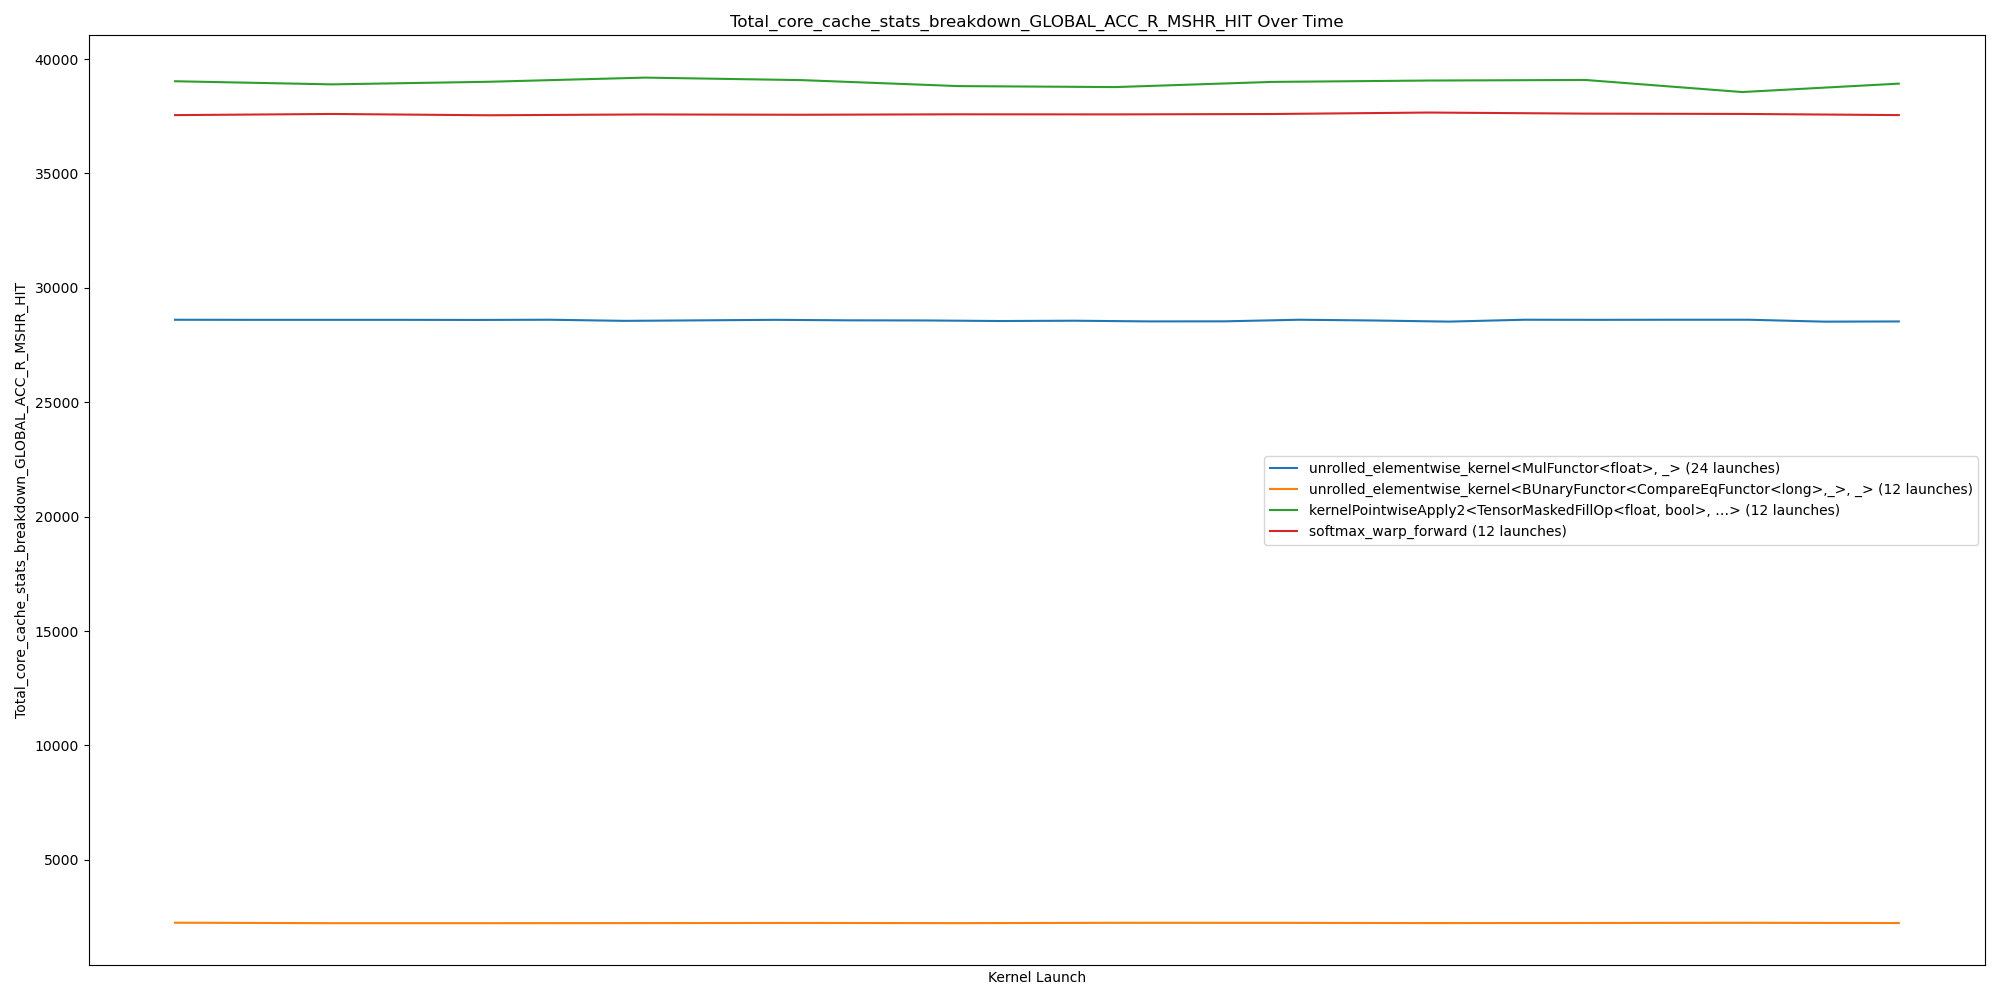 Total_core_cache_stats_breakdown_GLOBAL_ACC_R_MSHR_HIT Over Time
Total_core_cache_stats_breakdown_GLOBAL_ACC_R_MSHR_HIT
40000
35000
30000
25000
20000
15000
10000
5000
unrolled_elementwise_kernel<MulFunctor<float>, _> (24 launches)
unrolled_elementwise_kernel<BUnaryFunctor<CompareEqFunctor<long>,_>, _> (12 launches)
kernelPointwiseApply2<TensorMaskedFillOp<float, bool>, ...> (12 launches)
softmax_warp_forward (12 launches)
Kernel Launch